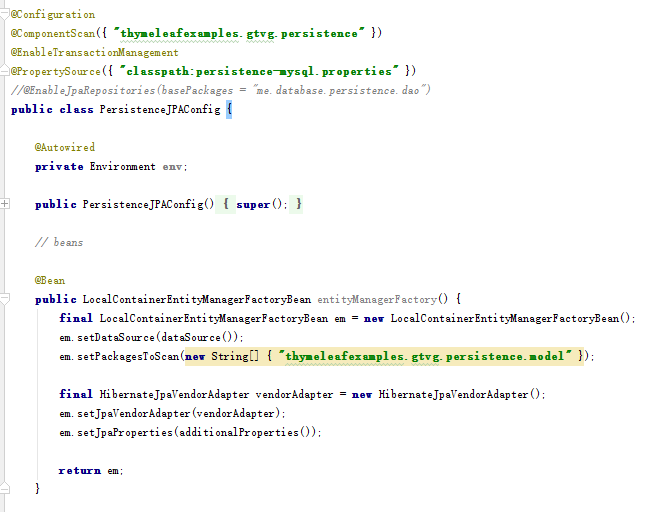 @Configuration
@ComponentScan({ "thymeleafexamples.gtvg.persistence" })
@EnableTransactionManagement
@PropertySource({ "classpath:persistence-mysql.properties" })
//@EnableJpaRepositories(basePackages = "me.database.persistence.dao")
public class PersistenceJPAConfig {
@Autowired
private Environment env;
public PersistenceJPAConfig() { super(); }
// beans
@Bean
public LocalContainerEntityManagerFactoryBean entityManagerFactory() {
final LocalContainerEntityManagerFactoryBean em = new LocalContainerEntityManagerFactoryBean();
em.setDataSource(dataSource());
em.setPackagesToScan(new String[] { "thymeleafexamples.gtvg.persistence.model" });
final HibernateJpaVendorAdapter vendorAdapter = new HibernateJpaVendorAdapter();
em.setJpaVendorAdapter(vendorAdapter);
em.setJpaProperties(additionalProperties());
return em;
}